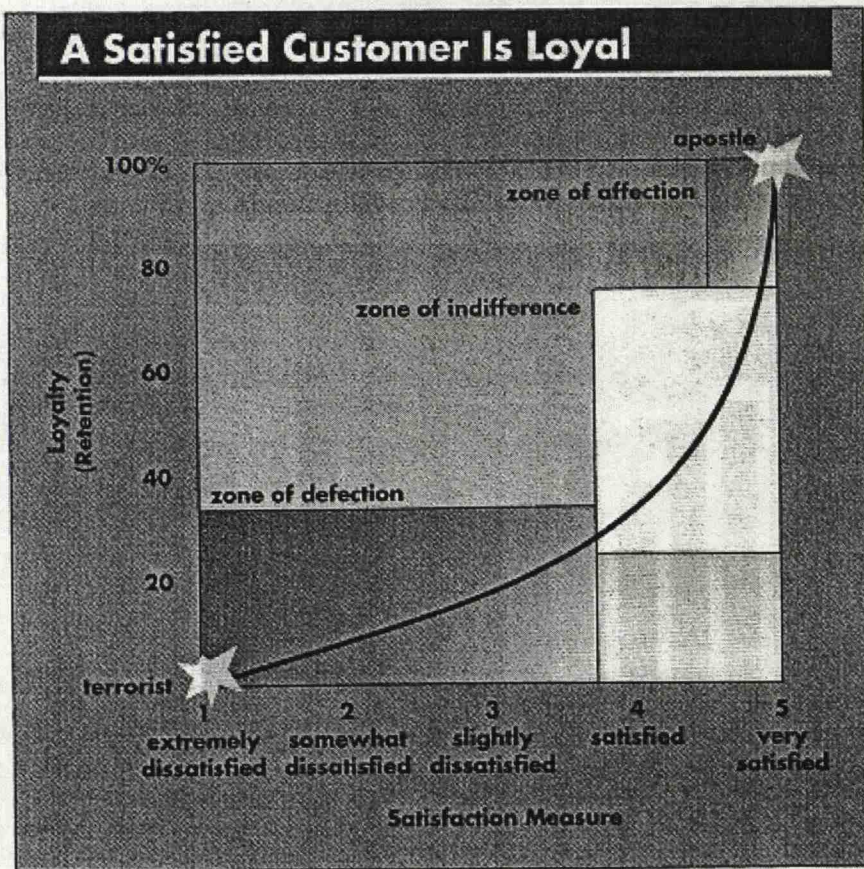 A Satisfied Customer Is Loyal
apostle
100%
zone of affection
80
zone of indifference
60
Loyalty
(Retention)
40
zone of defection
20
terrorist
1 2 3 4 5
extremely dissatisfied
somewhat dissatisfied
slightly dissatisfied
satisfied
very satisfied
Satisfaction Measure